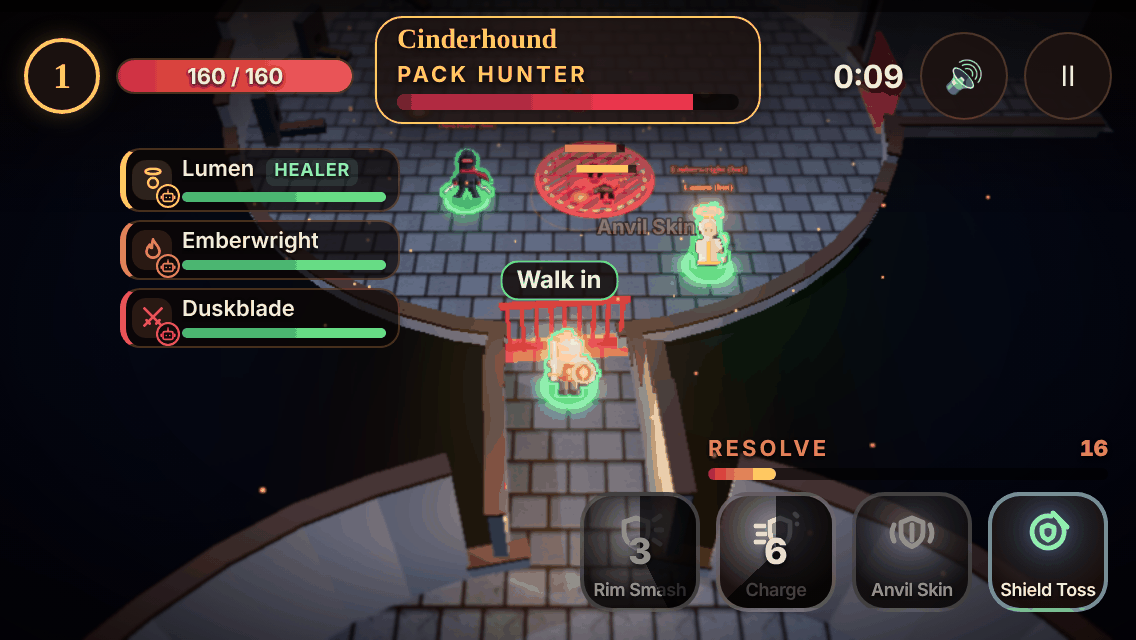 1
160 / 160
Cinderhound
PACK HUNTER
0:09
Lumen HEALER
Emberwright
Duskblade
Anvil Skin
Walk in
RESOLVE 16
3
Rim Smash
6
Charge
Anvil Skin
Shield Toss